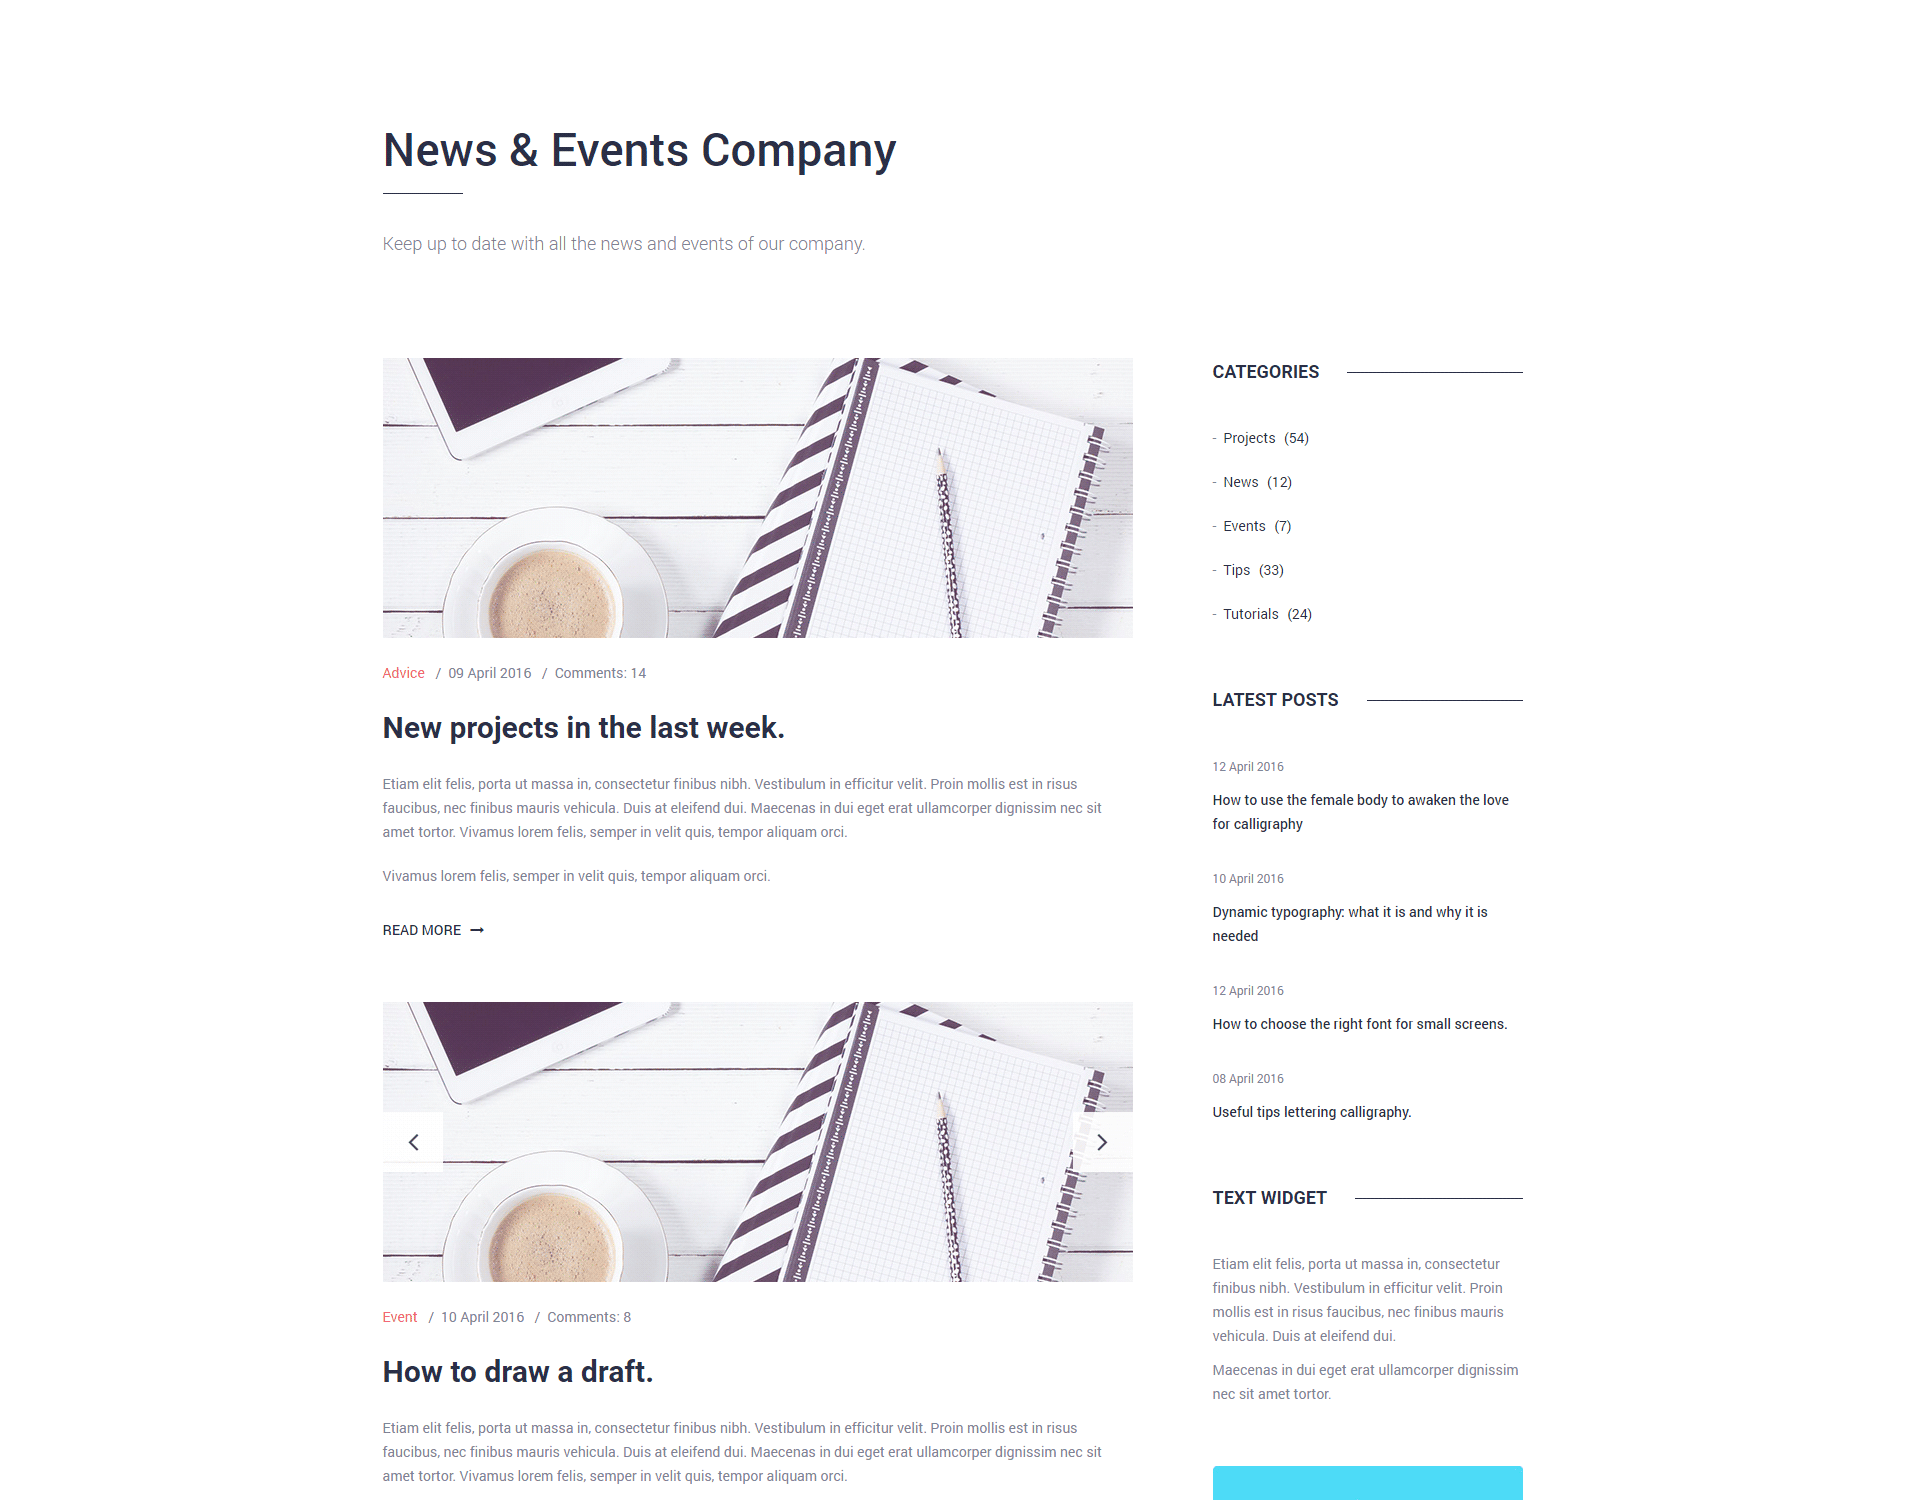 News & Events Company
Keep up to date with all the news and events of our company.
Advice / 09 April 2016 / Comments: 14
New projects in the last week.
Etiam elit felis, porta ut massa in, consectetur finibus nibh. Vestibulum in efficitur velit. Proin mollis est in risus
faucibus, nec finibus mauris vehicula. Duis at eleifend dui. Maecenas in dui eget erat ullamcorper dignissim nec sit
amet tortor. Vivamus lorem felis, semper in velit quis, tempor aliquam orci.
Vivamus lorem felis, semper in velit quis, tempor aliquam orci.
READ MORE
Event / 10 April 2016 / Comments: 8
How to draw a draft.
Etiam elit felis, porta ut massa in, consectetur finibus nibh. Vestibulum in efficitur velit. Proin mollis est in risus
faucibus, nec finibus mauris vehicula. Duis at eleifend dui. Maecenas in dui eget erat ullamcorper dignissim nec sit
amet tortor. Vivamus lorem felis, semper in velit quis, tempor aliquam orci.
CATEGORIES
- Projects (54)
- News (12)
- Events (7)
- Tips (33)
- Tutorials (24)
LATEST POSTS
12 April 2016
How to use the female body to awaken the love
for calligraphy
10 April 2016
Dynamic typography: what it is and why it is
needed
12 April 2016
How to choose the right font for small screens.
08 April 2016
Useful tips lettering calligraphy.
TEXT WIDGET
Etiam elit felis, porta ut massa in, consectetur
finibus nibh. Vestibulum in efficitur velit. Proin
mollis est in risus faucibus, nec finibus mauris
vehicula. Duis at eleifend dui.
Maecenas in dui eget erat ullamcorper dignissim
nec sit amet tortor.